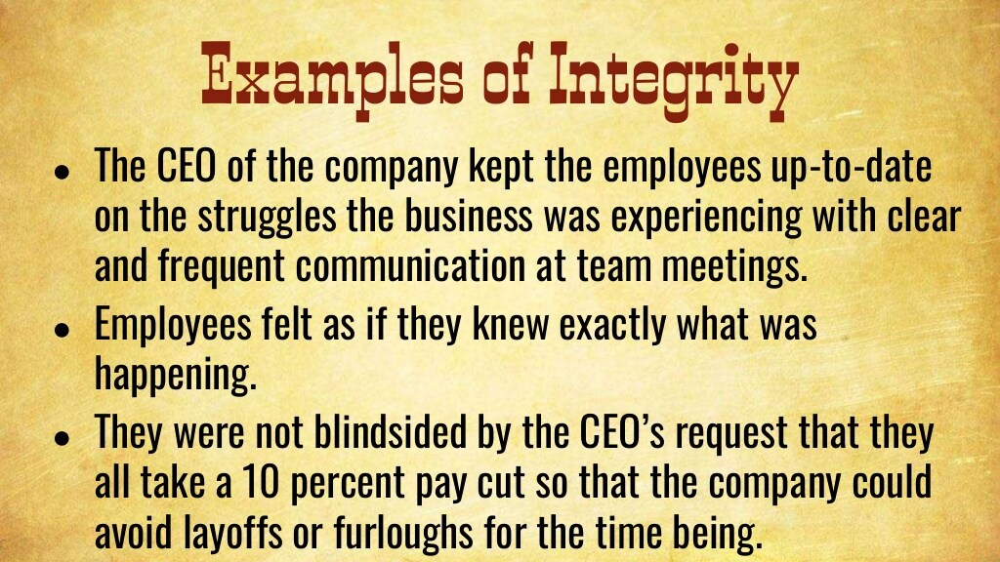 Examples of Integrity
● The CEO of the company kept the employees up-to-date
on the struggles the business was experiencing with clear
and frequent communication at team meetings.
● Employees felt as if they knew exactly what was
happening.
● They were not blindsided by the CEO’s request that they
all take a 10 percent pay cut so that the company could
avoid layoffs or furloughs for the time being.